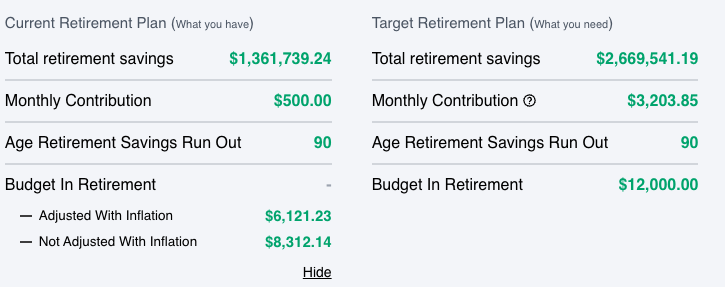 Current Retirement Plan (What you have)
Total retirement savings $1,361,739.24
Monthly Contribution $500.00
Age Retirement Savings Run Out 90
Budget In Retirement -
— Adjusted With Inflation $6,121.23
— Not Adjusted With Inflation $8,312.14
Hide
Target Retirement Plan (What you need)
Total retirement savings $2,669,541.19
Monthly Contribution ? $3,203.85
Age Retirement Savings Run Out 90
Budget In Retirement $12,000.00